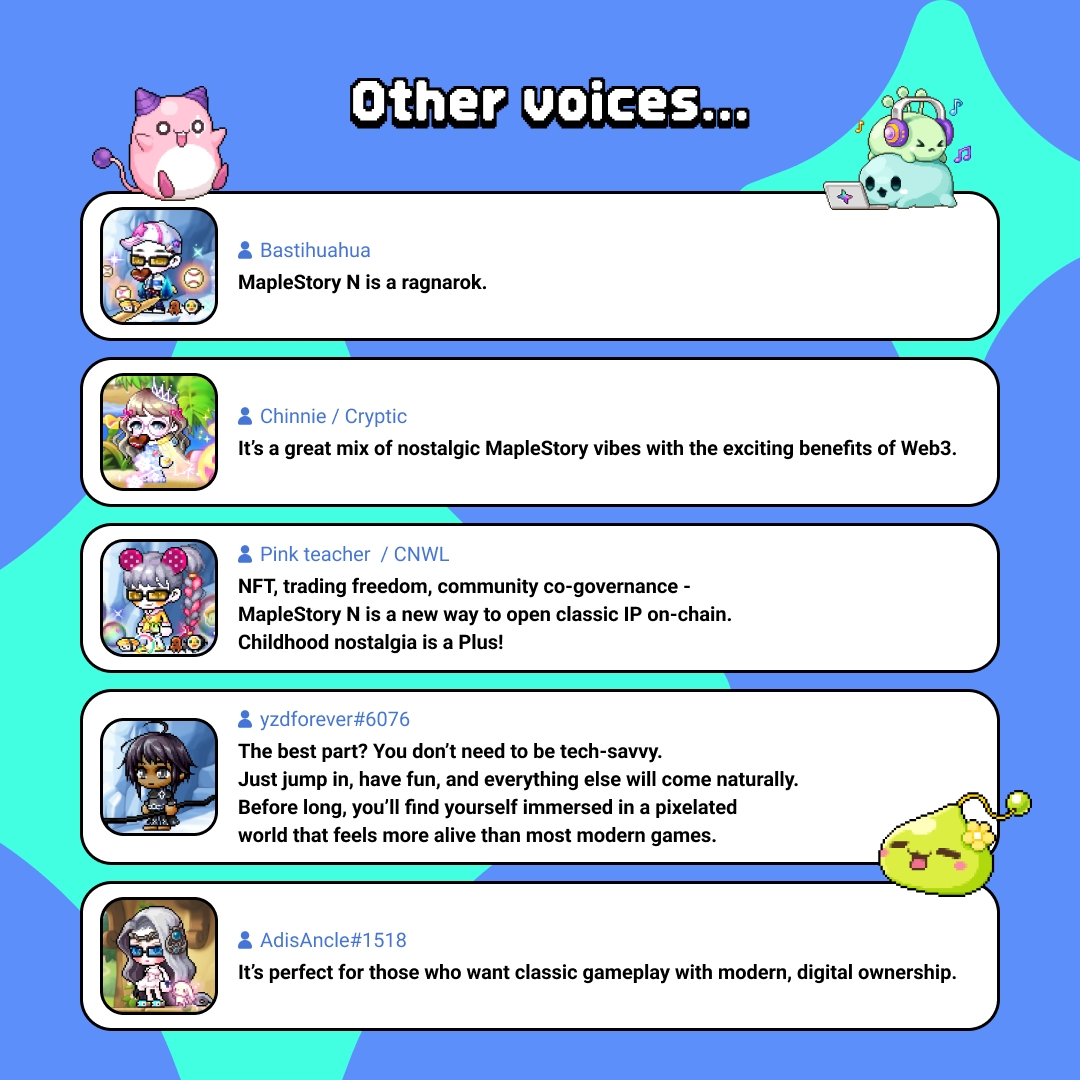 Other voices...
Bastihuahua
MapleStory N is a ragnarok.
Chinnie / Cryptic
It's a great mix of nostalgic MapleStory vibes with the exciting benefits of Web3.
Pink teacher / CNWL
NFT, trading freedom, community co-governance -
MapleStory N is a new way to open classic IP on-chain.
Childhood nostalgia is a Plus!
yzdforever#6076
The best part? You don't need to be tech-savvy.
Just jump in, have fun, and everything else will come naturally.
Before long, you'll find yourself immersed in a pixelated
world that feels more alive than most modern games.
AdisAncle#1518
It's perfect for those who want classic gameplay with modern, digital ownership.